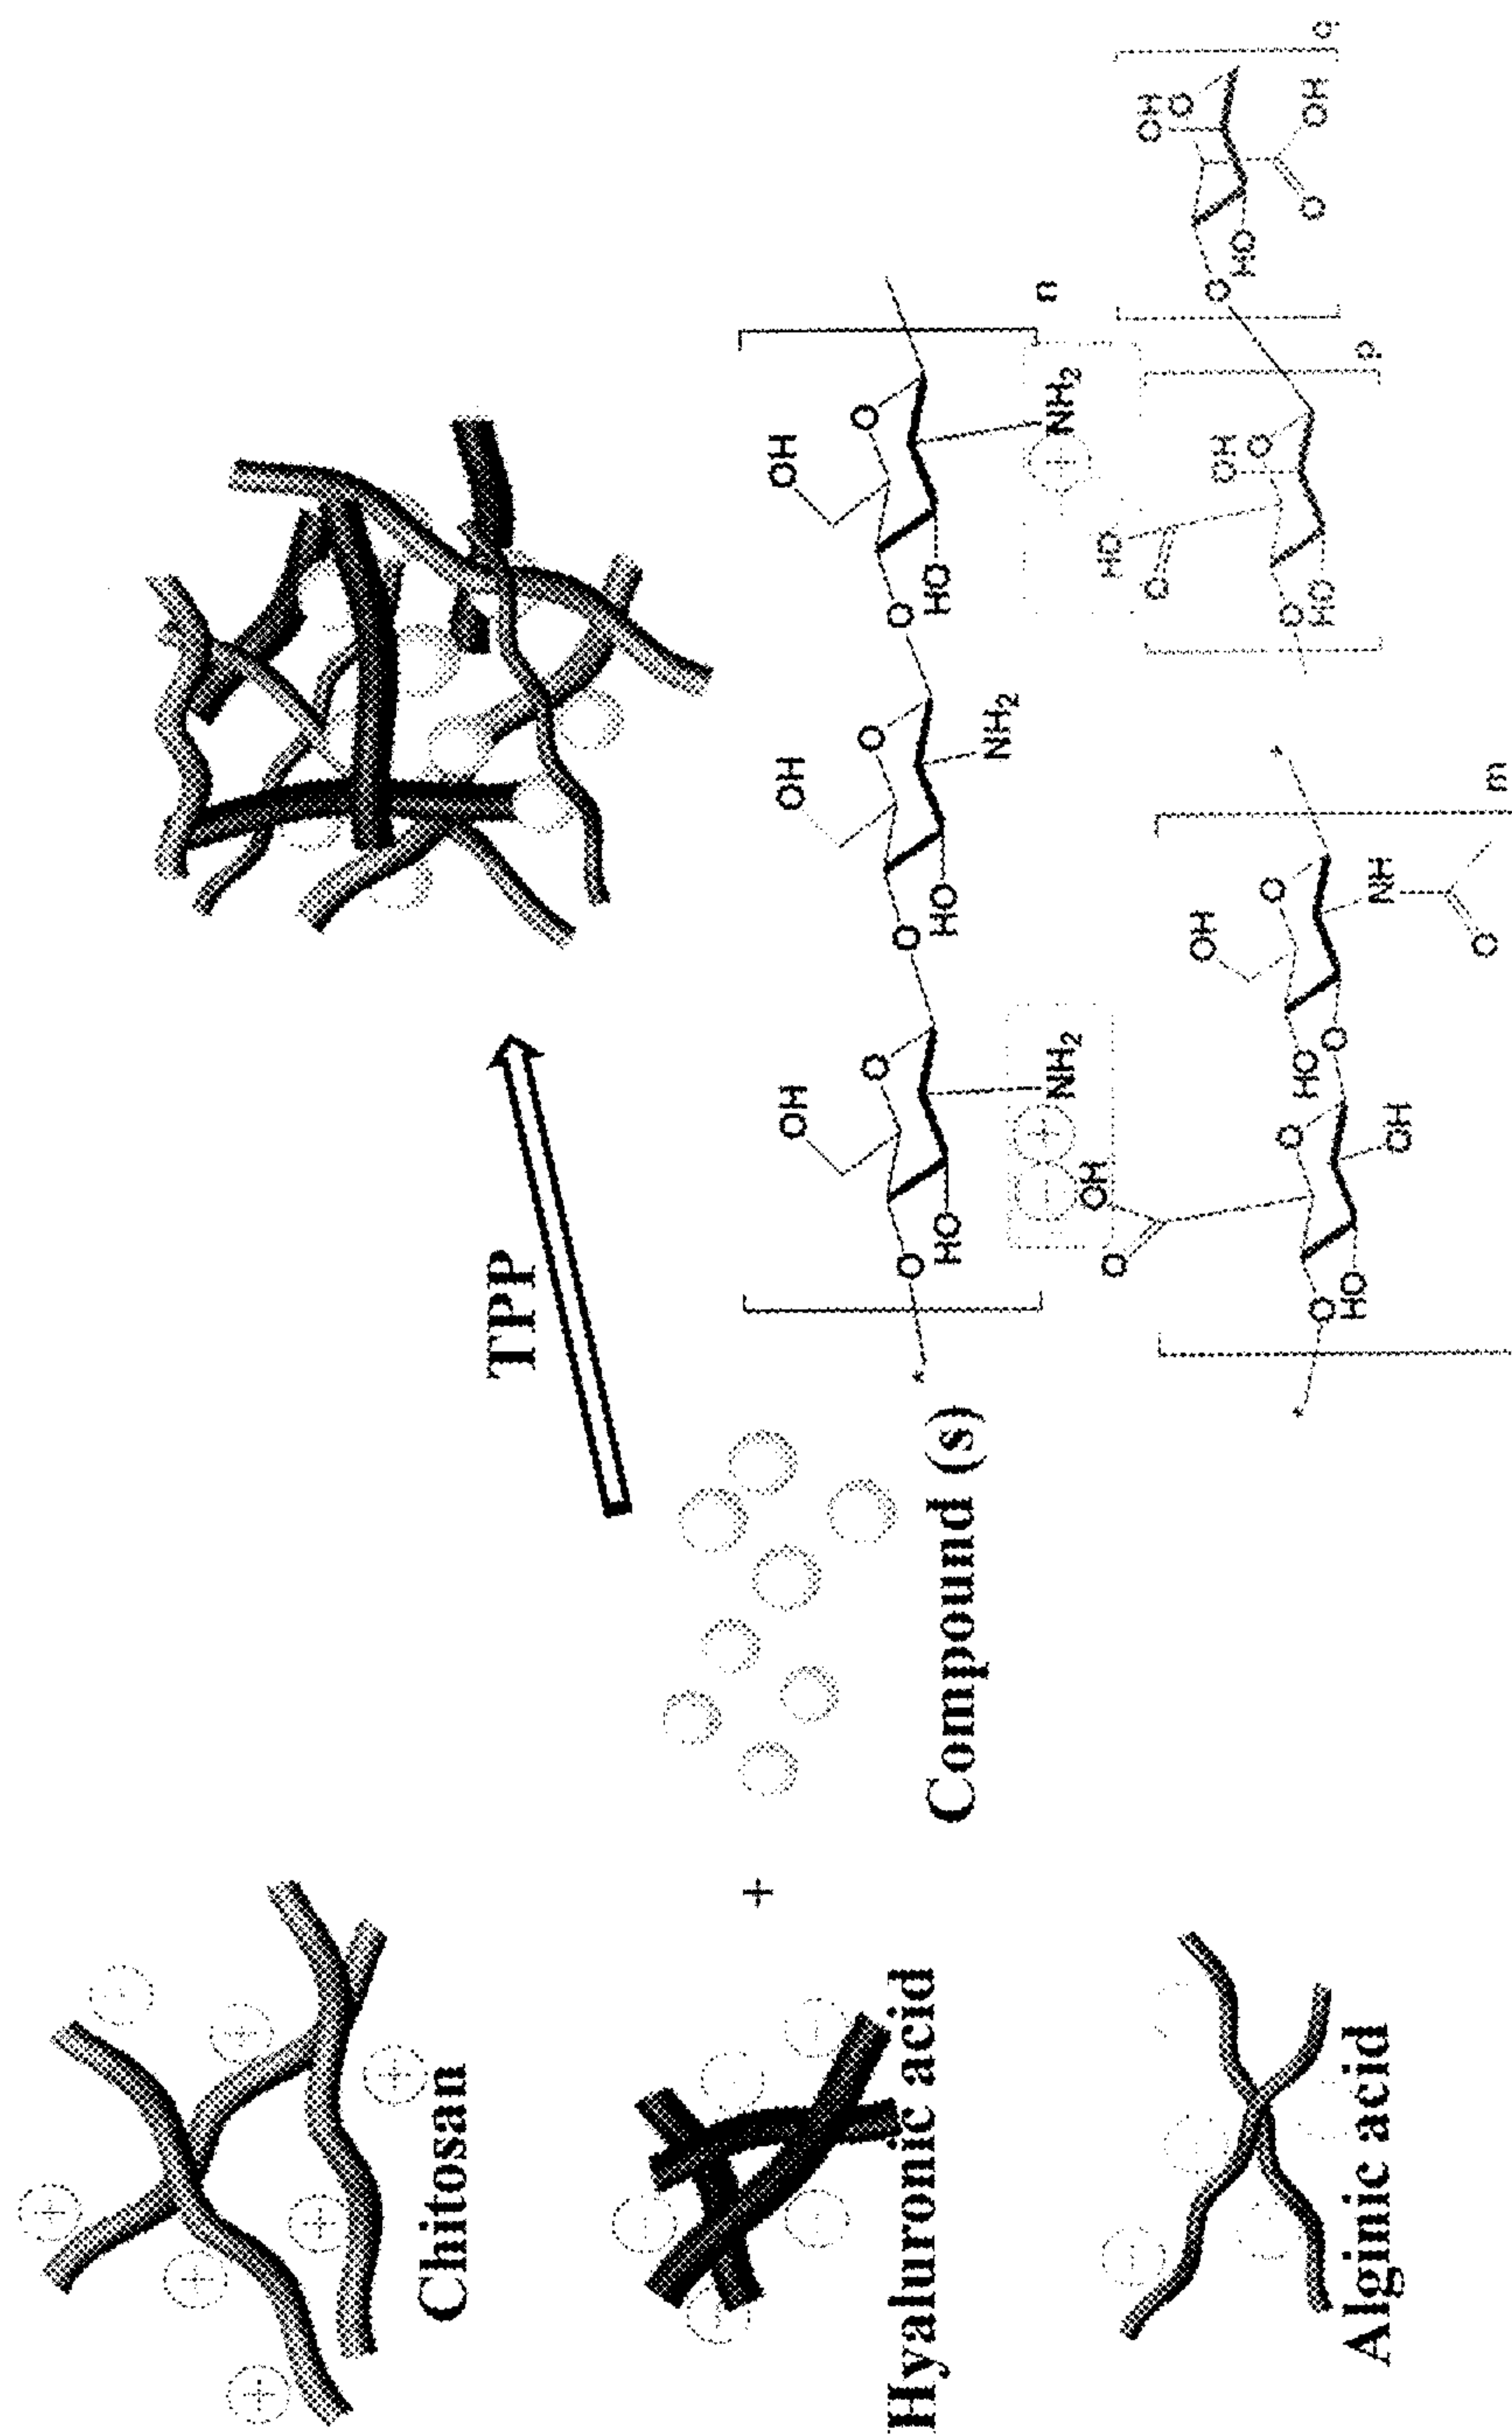 Chitosan
+ + + + + +
Hyaluronic acid
− − − −
Alginic acid
− −
+
Compound (s)
TPP
OH OH OH
O O O
* O O O
HO HO HO
NH₂
− + NH₂
+ NH₂
n
OH
O
HO
O
OH
O
O
HO
O OH
q
OH
O
O
HO
p
OH
O O
* O HO O *
HO OH NH
O
m